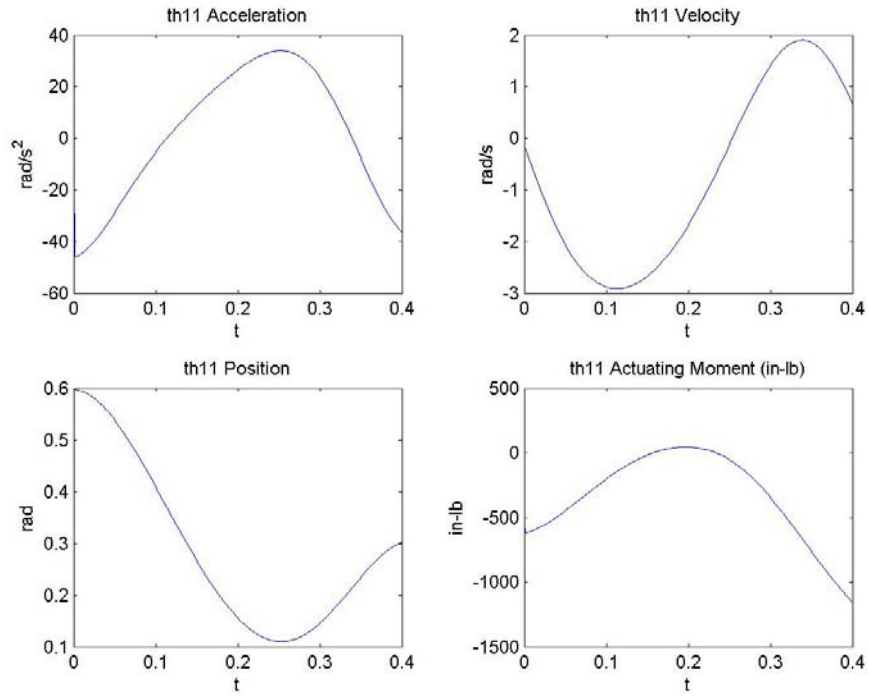 th11 Acceleration
40
20
0
-20
-40
-60
rad/s²
0 0.1 0.2 0.3 0.4
t
th11 Velocity
2
1
0
-1
-2
-3
rad/s
0 0.1 0.2 0.3 0.4
t
th11 Position
0.6
0.5
0.4
0.3
0.2
0.1
rad
0 0.1 0.2 0.3 0.4
t
th11 Actuating Moment (in-lb)
500
0
-500
-1000
-1500
in-lb
0 0.1 0.2 0.3 0.4
t